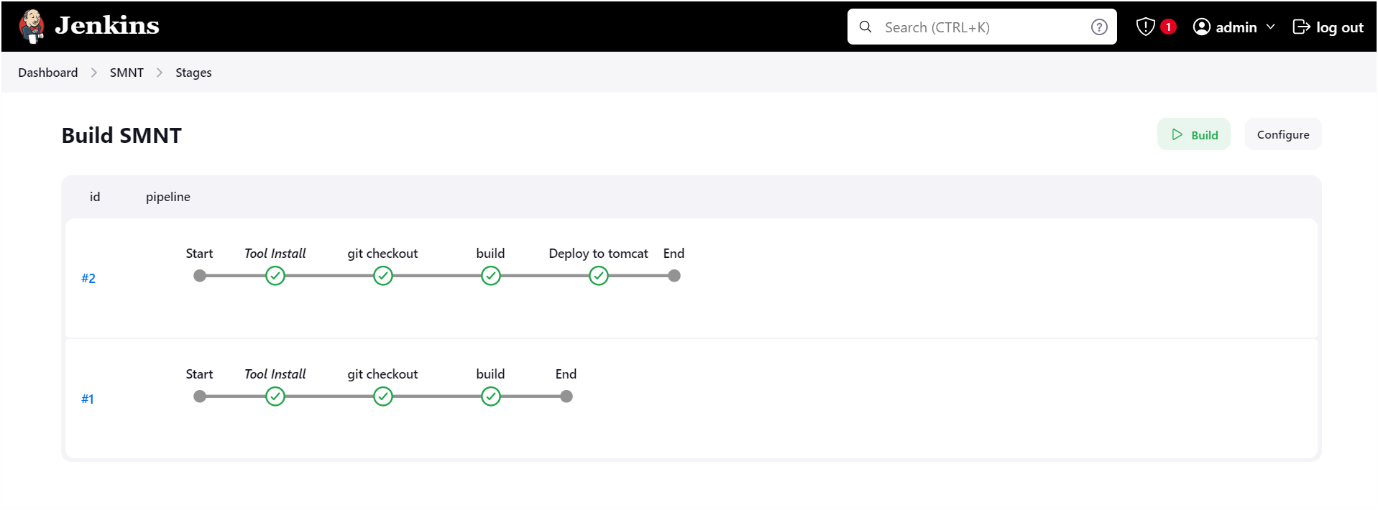 Jenkins
Search (CTRL+K)
?
1
admin
log out
Dashboard
SMNT
Stages
Build SMNT
Build
Configure
id
pipeline
Start
Tool Install
git checkout
build
Deploy to tomcat
End
#2
Start
Tool Install
git checkout
build
End
#1